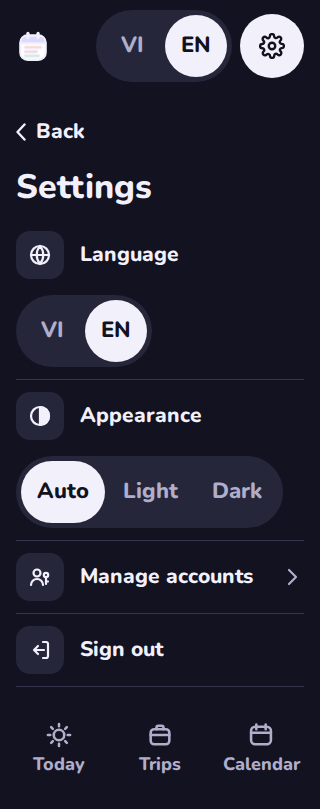 VI EN
Back
Settings
Language
VI EN
Appearance
Auto Light Dark
Manage accounts
Sign out
Today Trips Calendar